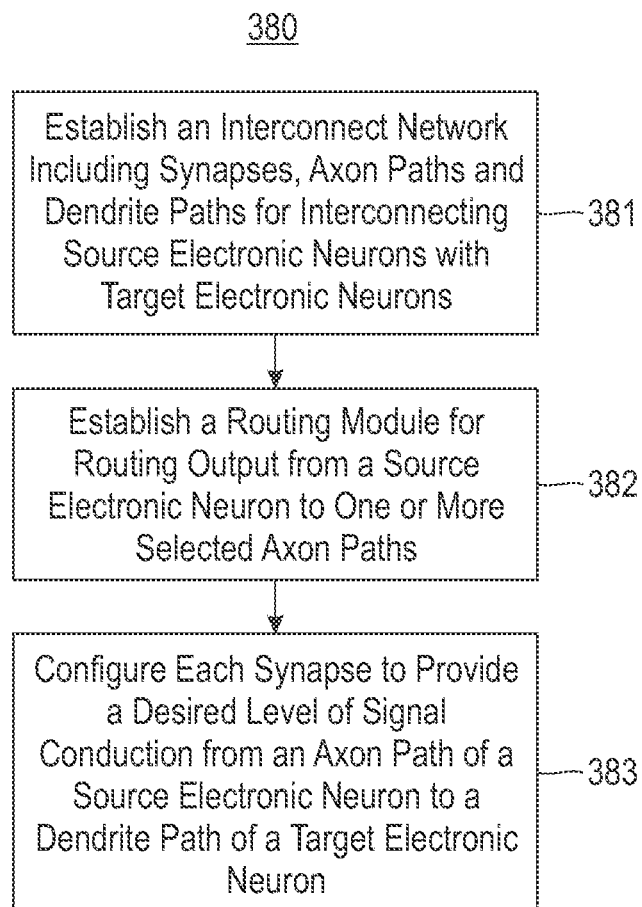 380
Establish an Interconnect Network
Including Synapses, Axon Paths and
Dendrite Paths for Interconnecting
Source Electronic Neurons with
Target Electronic Neurons
381
Establish a Routing Module for
Routing Output from a Source
Electronic Neuron to One or More
Selected Axon Paths
382
Configure Each Synapse to Provide
a Desired Level of Signal
Conduction from an Axon Path of a
Source Electronic Neuron to a
Dendrite Path of a Target Electronic
Neuron
383